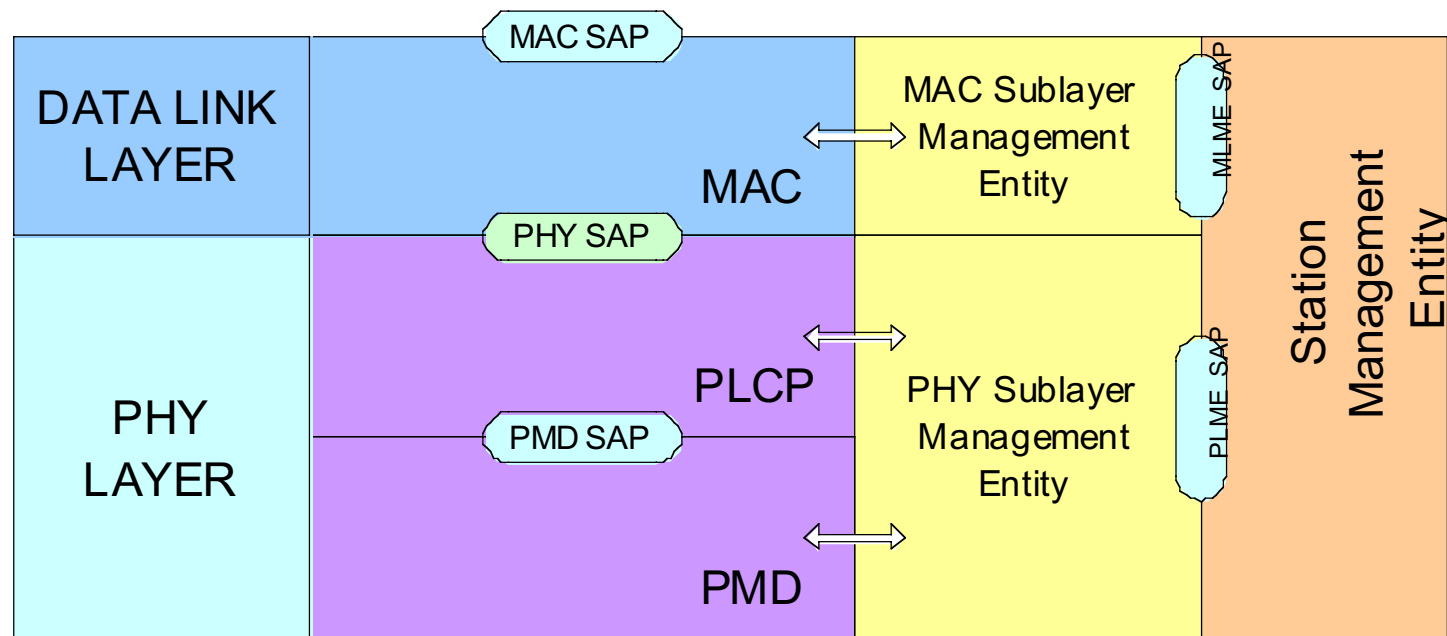 MAC SAP
DATA LINK
LAYER
MAC
MAC Sublayer
Management
Entity
MLME SAP
Station
Management
Entity
PHY SAP
PHY
LAYER
PLCP
PHY Sublayer
Management
Entity
PLME SAP
PMD SAP
PMD